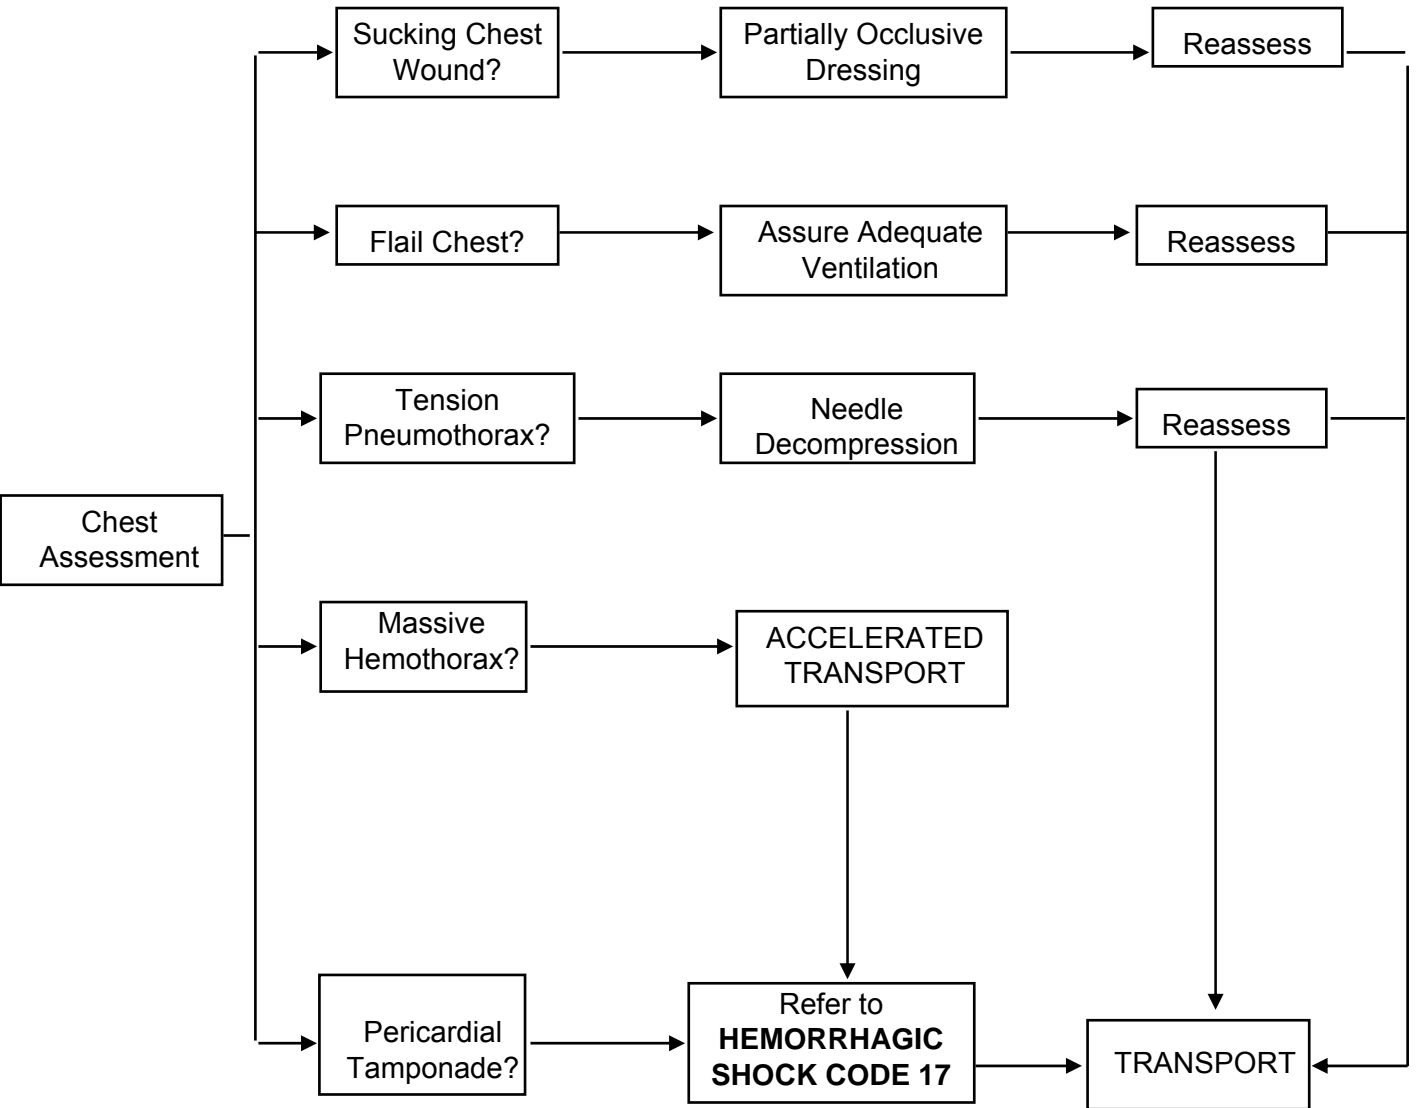 Sucking Chest
Wound?
Partially Occlusive
Dressing
Reassess
Flail Chest?
Assure Adequate
Ventilation
Reassess
Tension
Pneumothorax?
Needle
Decompression
Reassess
Chest
Assessment
Massive
Hemothorax?
ACCELERATED
TRANSPORT
Pericardial
Tamponade?
Refer to
HEMORRHAGIC
SHOCK CODE 17
TRANSPORT